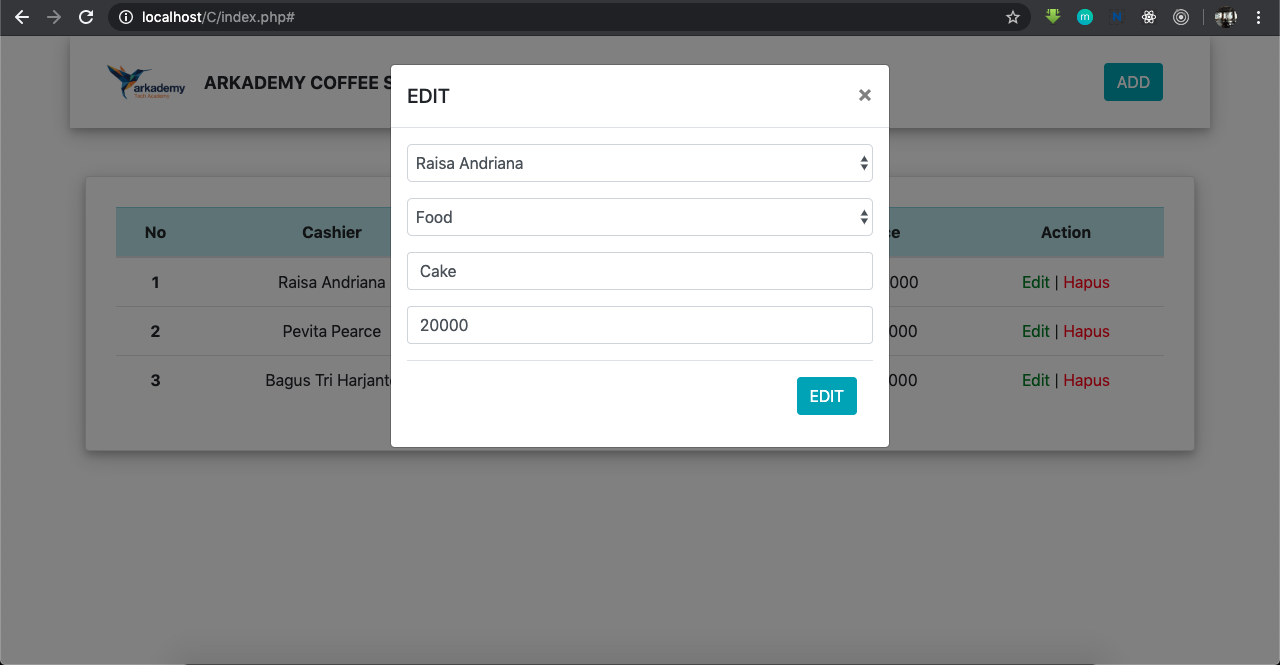 localhost/C/index.php#
arkademy
Tech Academy
ARKADEMY COFFEE S
ADD
EDIT
×
Raisa Andriana
Food
Cake
20000
EDIT
No Cashier ce Action
1 Raisa Andriana 000 Edit | Hapus
2 Pevita Pearce 000 Edit | Hapus
3 Bagus Tri Harjant 000 Edit | Hapus